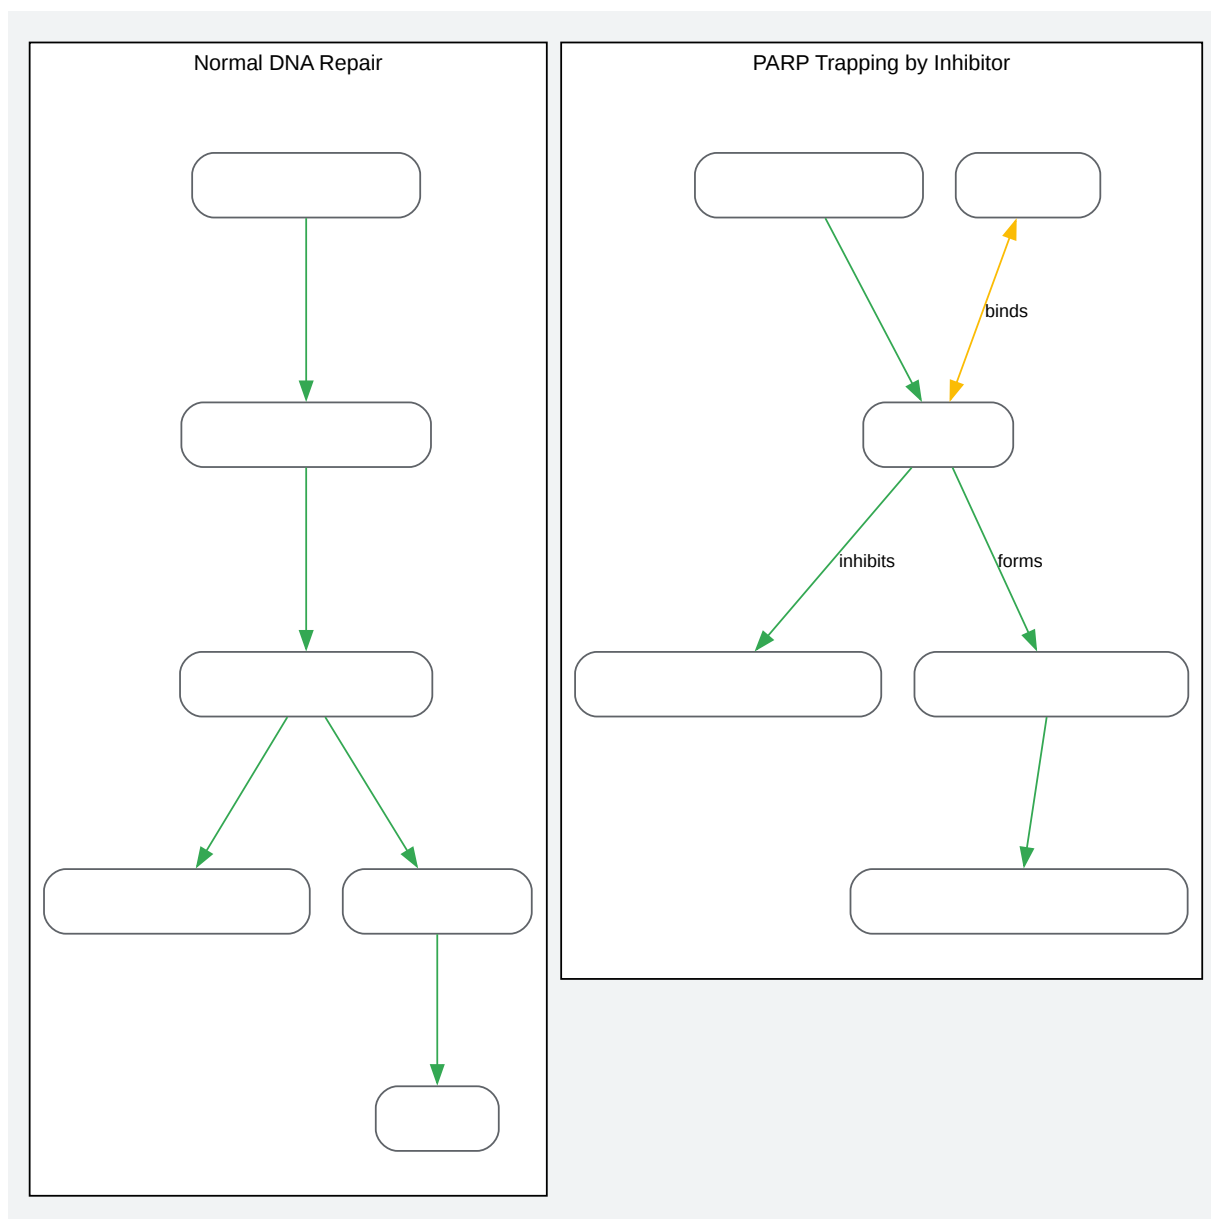 Normal DNA Repair
PARP Trapping by Inhibitor
binds
inhibits
forms